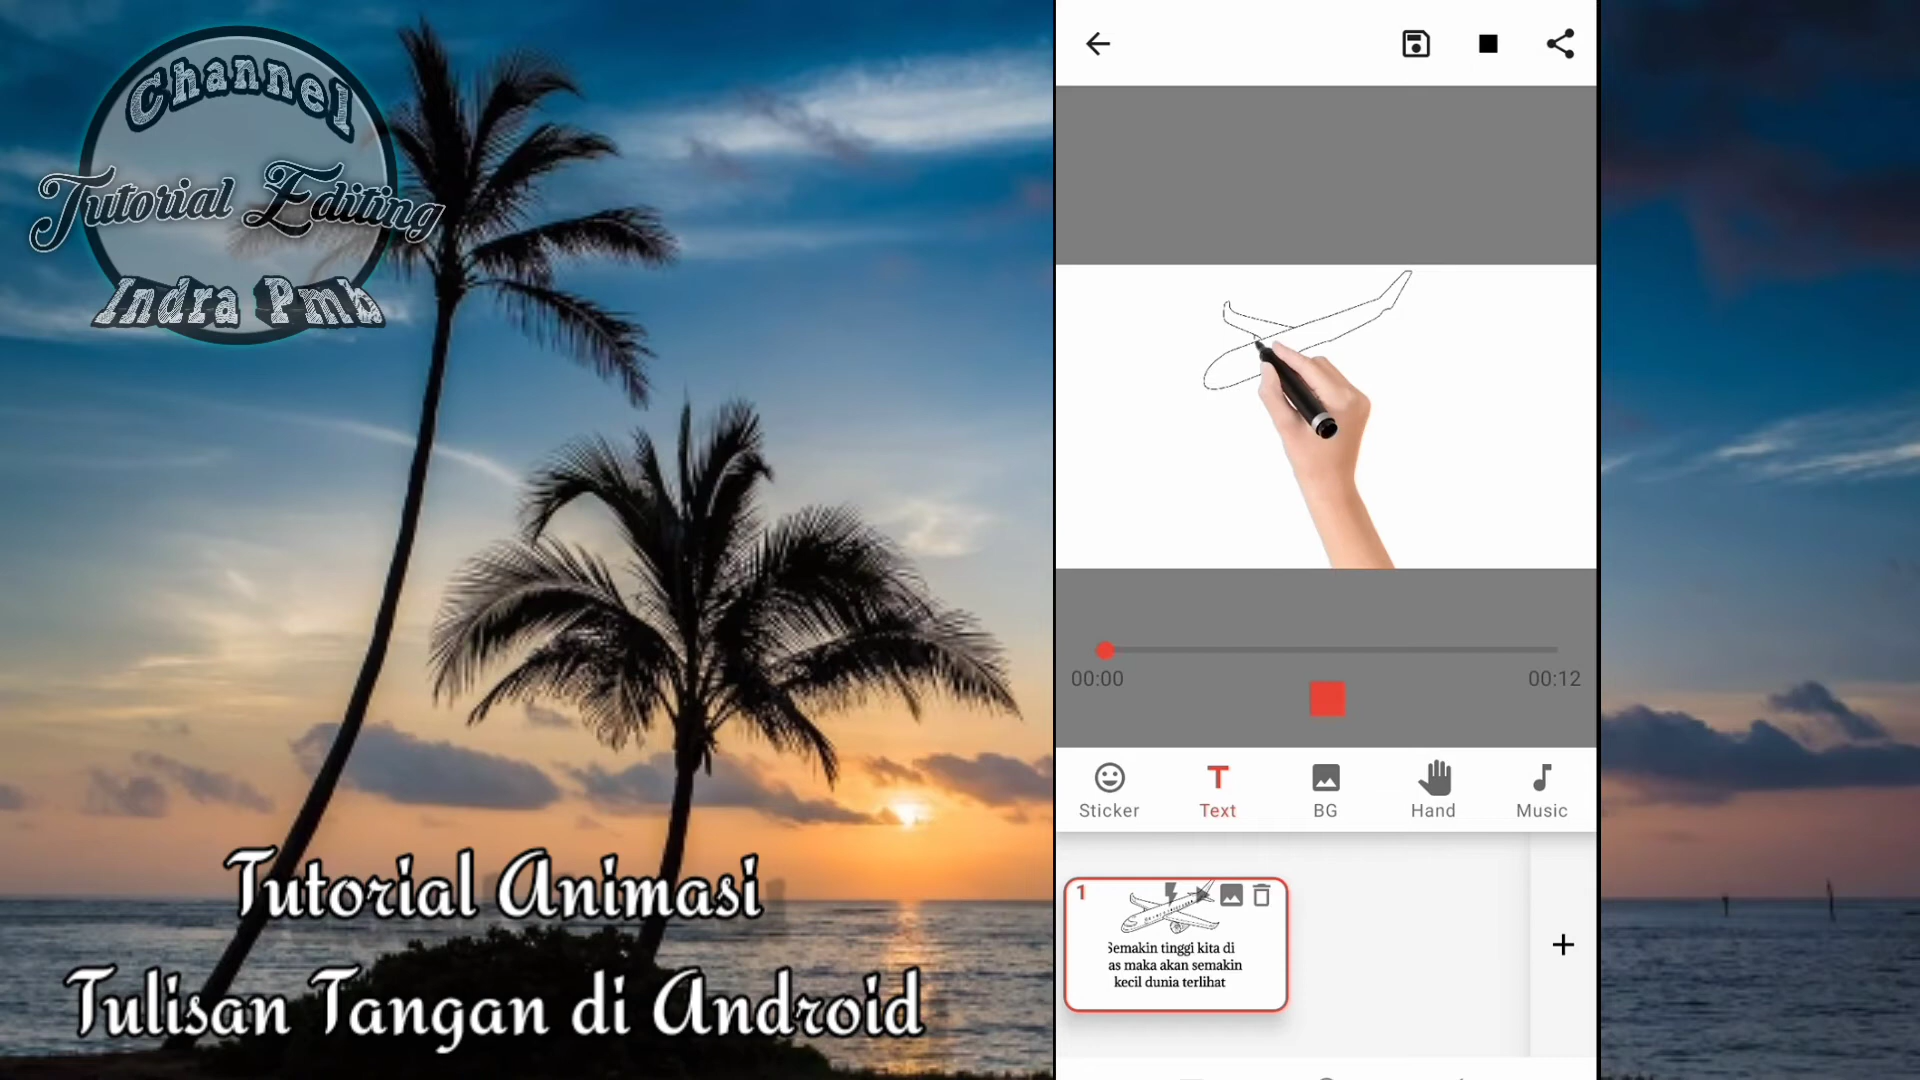 Channel
Tutorial Editing
Indra Pmb
Tutorial Animasi
Tulisan Tangan di Android
00:00
00:12
Sticker
Text
BG
Hand
Music
1
Semakin tinggi kita di
as maka akan semakin
kecil dunia terlihat